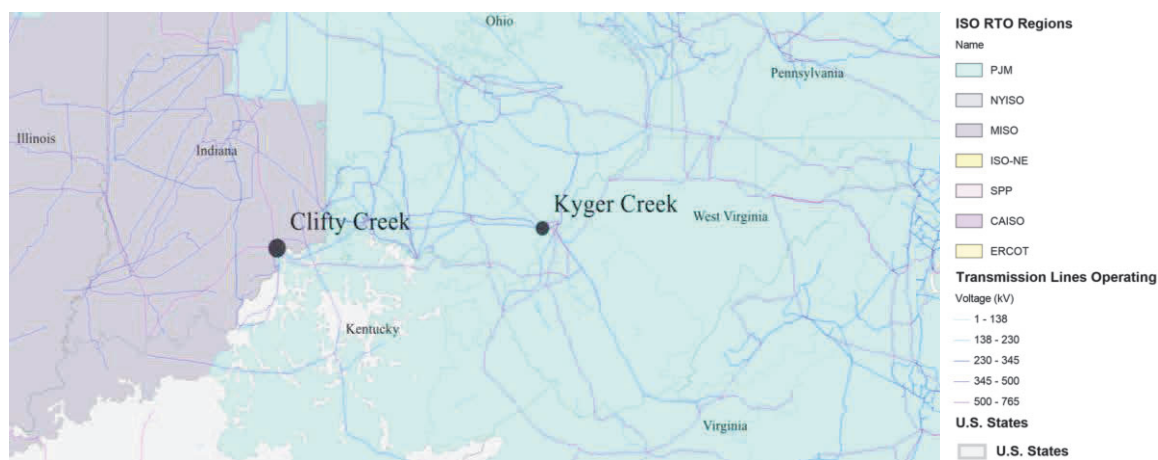 Ohio
Pennsylvania
Illinois
Indiana
Clifty Creek
Kyger Creek
West Virginia
Kentucky
Virginia
ISO RTO Regions
Name
PJM
NYISO
MISO
ISO-NE
SPP
CAISO
ERCOT
Transmission Lines Operating
Voltage (kV)
1 - 138
138 - 230
230 - 345
345 - 500
500 - 765
U.S. States
U.S. States